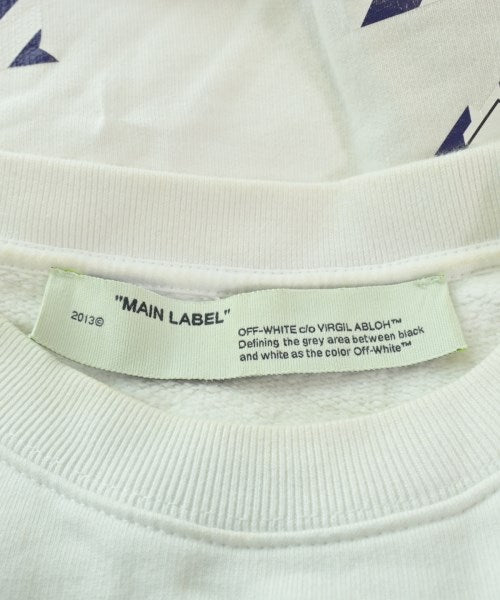 2013©
"MAIN LABEL"
OFF-WHITE c/o VIRGIL ABLOH™
Defining the grey area between black
and white as the color Off-White™